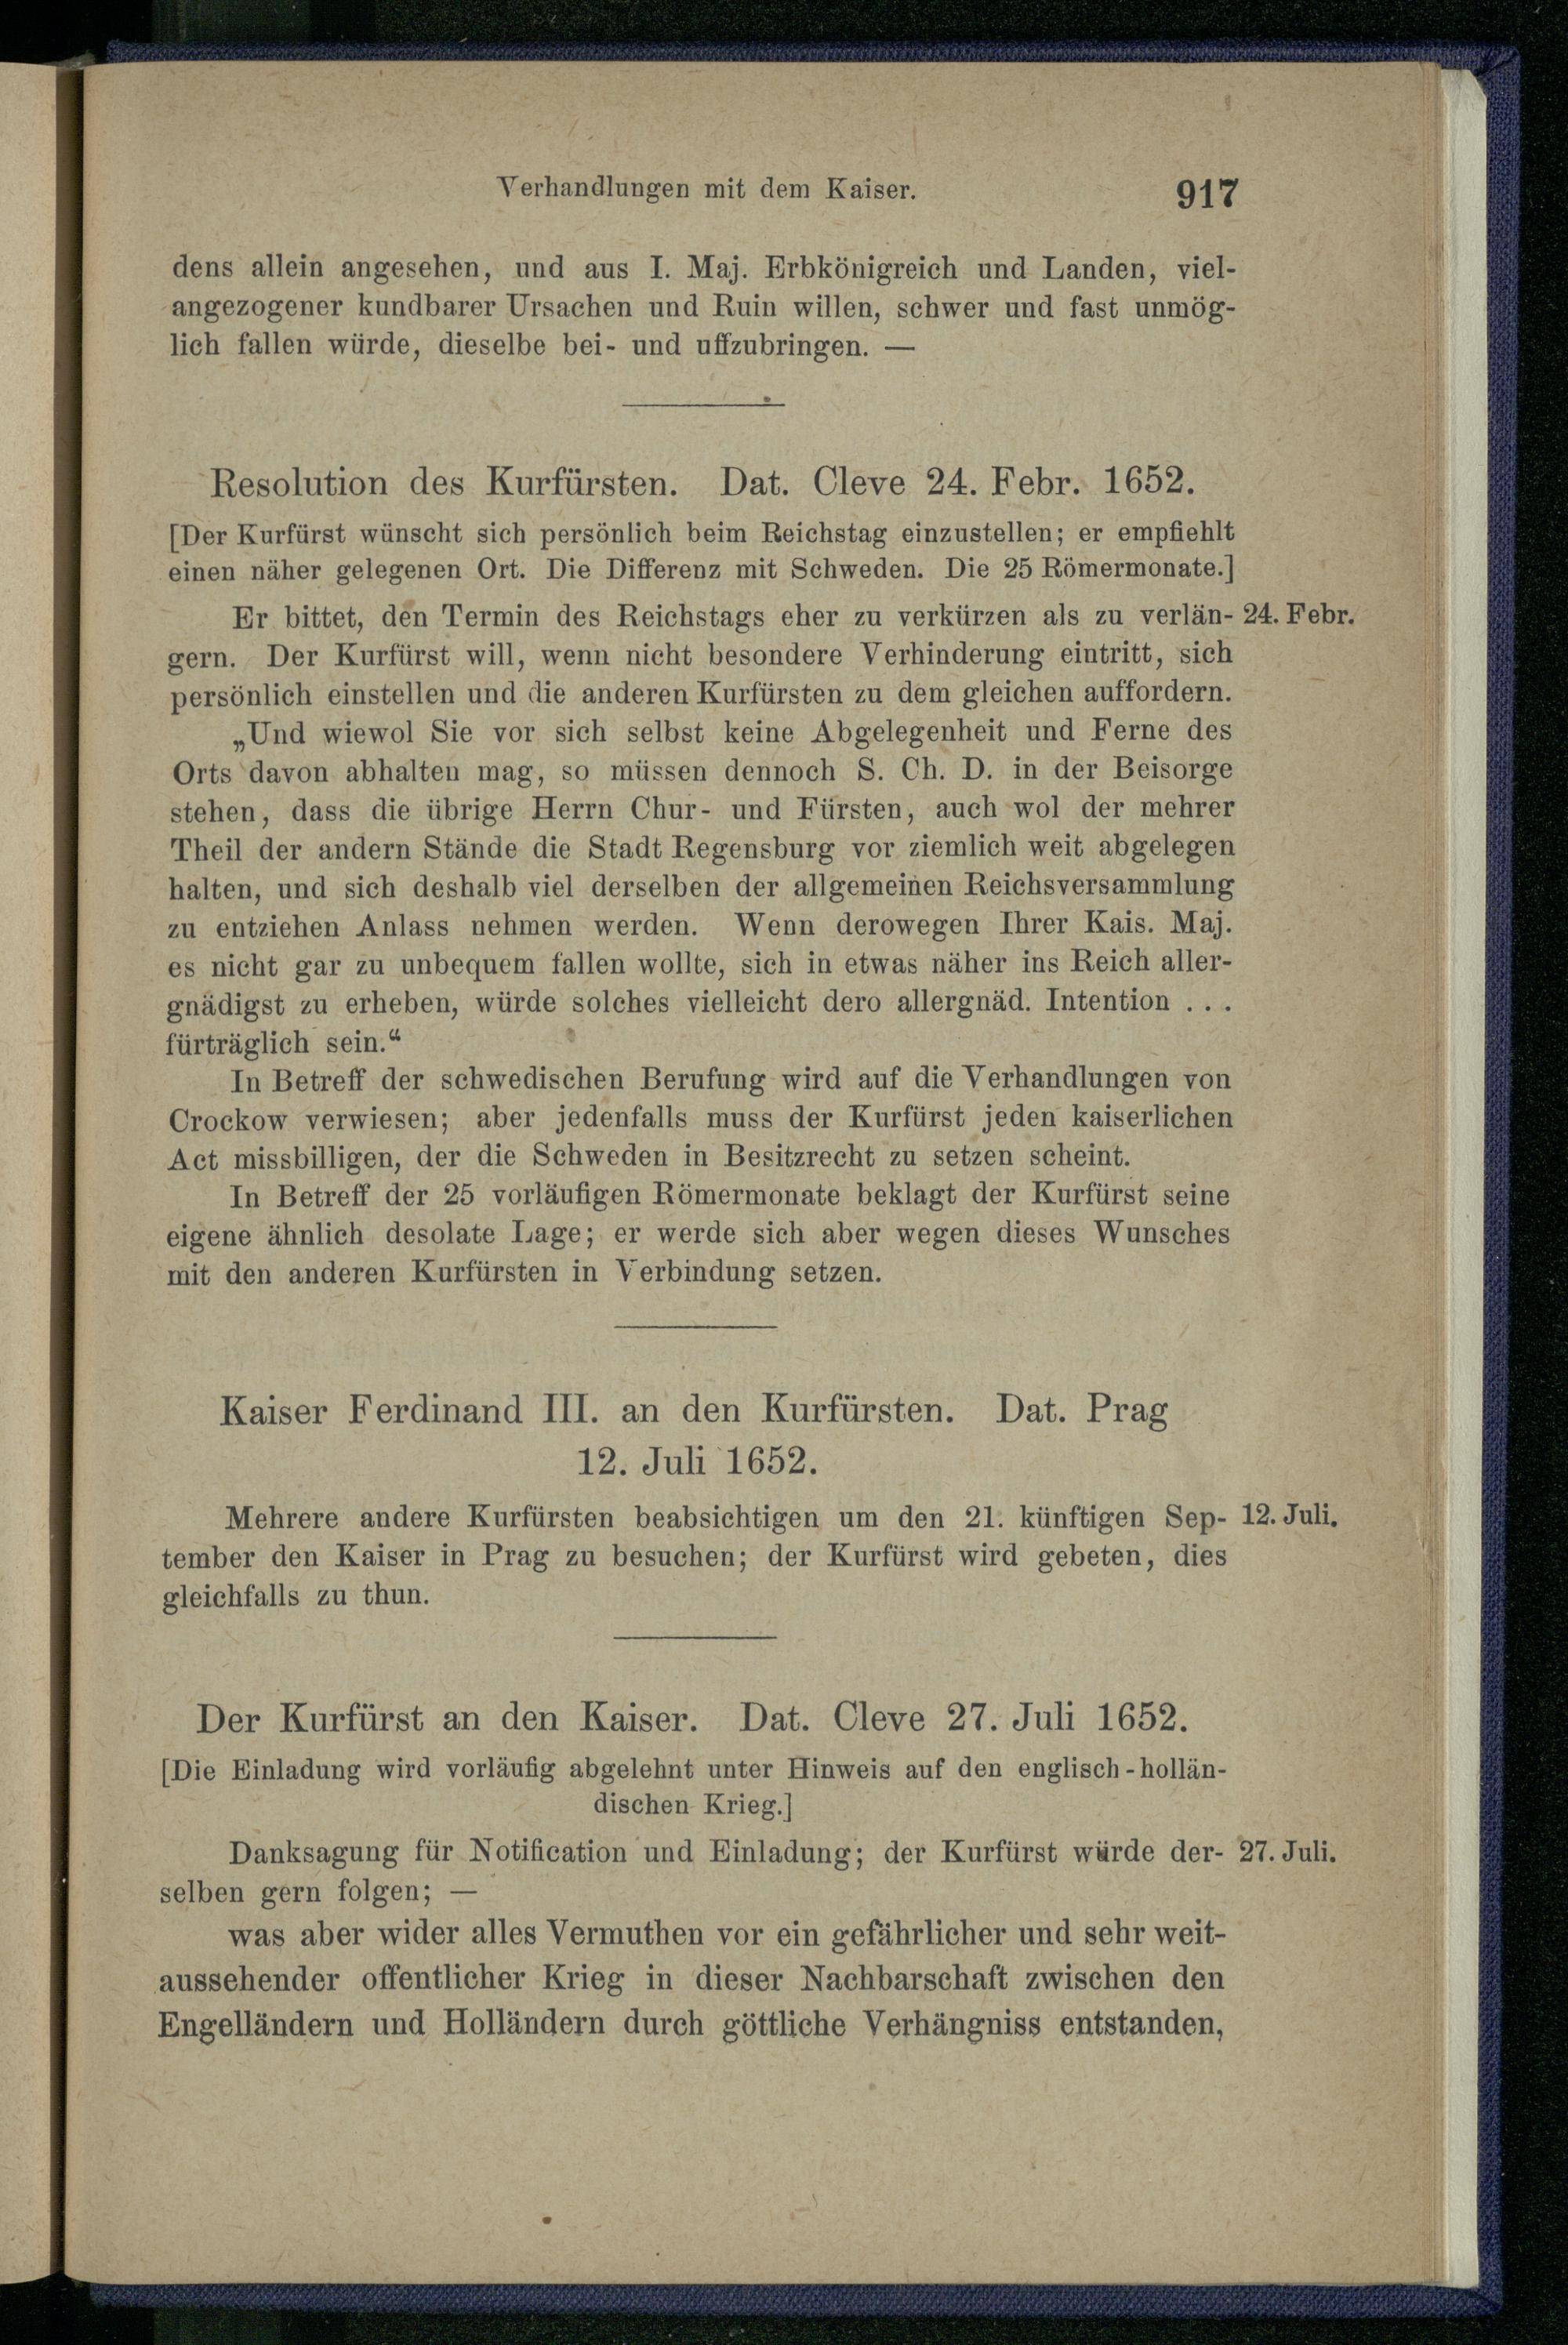 Verhandlungen mit dem Kaiser. 917
dens allein angesehen, und aus I. Maj. Erbkönigreich und Landen, viel-
angezogener kundbarer Ursachen und Ruin willen, schwer und fast unmög-
lich fallen würde, dieselbe bei- und uffzubringen. —
Resolution des Kurfürsten. Dat. Cleve 24. Febr. 1652.
[Der Kurfürst wünscht sich persönlich beim Reichstag einzustellen; er empfiehlt
einen näher gelegenen Ort. Die Differenz mit Schweden. Die 25 Römermonate.]
Er bittet, den Termin des Reichstags eher zu verkürzen als zu verlän- 24. Febr.
gern. Der Kurfürst will, wenn nicht besondere Verhinderung eintritt, sich
persönlich einstellen und die anderen Kurfürsten zu dem gleichen auffordern.
„Und wiewol Sie vor sich selbst keine Abgelegenheit und Ferne des
Orts davon abhalten mag, so müssen dennoch S. Ch. D. in der Beisorge
stehen, dass die übrige Herrn Chur- und Fürsten, auch wol der mehrer
Theil der andern Stände die Stadt Regensburg vor ziemlich weit abgelegen
halten, und sich deshalb viel derselben der allgemeinen Reichsversammlung
zu entziehen Anlass nehmen werden. Wenn derowegen Ihrer Kais. Maj.
es nicht gar zu unbequem fallen wollte, sich in etwas näher ins Reich aller-
gnädigst zu erheben, würde solches vielleicht dero allergnäd. Intention . . .
fürträglich sein.“
In Betreff der schwedischen Berufung wird auf die Verhandlungen von
Crockow verwiesen; aber jedenfalls muss der Kurfürst jeden kaiserlichen
Act missbilligen, der die Schweden in Besitzrecht zu setzen scheint.
In Betreff der 25 vorläufigen Römermonate beklagt der Kurfürst seine
eigene ähnlich desolate Lage; er werde sich aber wegen dieses Wunsches
mit den anderen Kurfürsten in Verbindung setzen.
Kaiser Ferdinand III. an den Kurfürsten. Dat. Prag
12. Juli 1652.
Mehrere andere Kurfürsten beabsichtigen um den 21. künftigen Sep- 12. Juli.
tember den Kaiser in Prag zu besuchen; der Kurfürst wird gebeten, dies
gleichfalls zu thun.
Der Kurfürst an den Kaiser. Dat. Cleve 27. Juli 1652.
[Die Einladung wird vorläufig abgelehnt unter Hinweis auf den englisch-hollän-
dischen Krieg.]
Danksagung für Notification und Einladung; der Kurfürst würde der- 27. Juli.
selben gern folgen; —
was aber wider alles Vermuthen vor ein gefährlicher und sehr weit-
aussehender offentlicher Krieg in dieser Nachbarschaft zwischen den
Engelländern und Holländern durch göttliche Verhängniss entstanden,